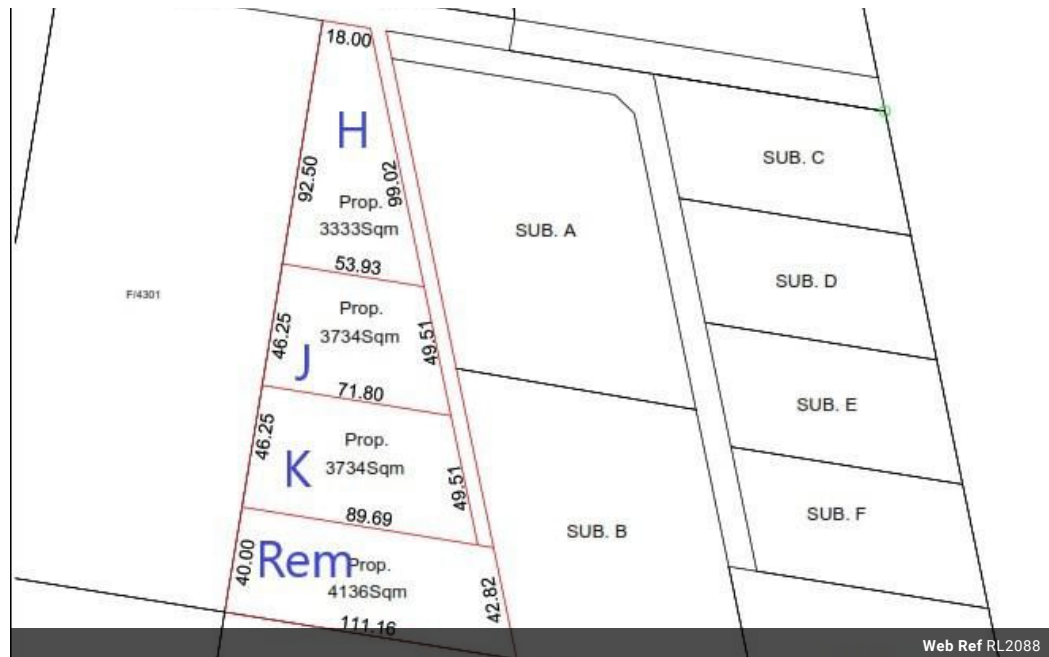 18.00
H
92.50
99.02
Prop.
3333Sqm
53.93
SUB. A
SUB. C
SUB. D
F/4301
Prop.
3734Sqm
46.25
49.51
J
71.80
SUB. E
46.25
Prop.
K
3734Sqm
49.51
89.69
SUB. F
SUB. B
40.00
Rem
Prop.
4136Sqm
42.82
111.16
Web Ref RL2088